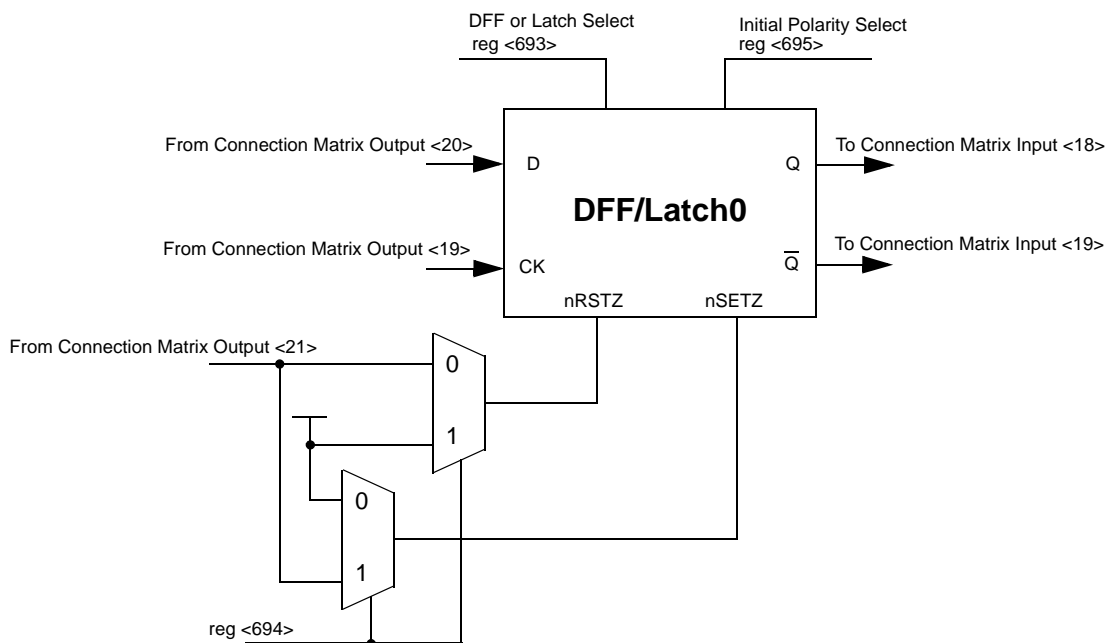 DFF or Latch Select
reg <693>
Initial Polarity Select
reg <695>
From Connection Matrix Output <20>
D
Q
To Connection Matrix Input <18>
DFF/Latch0
From Connection Matrix Output <19>
CK
Q
To Connection Matrix Input <19>
nRSTZ
nSETZ
From Connection Matrix Output <21>
0
1
0
1
reg <694>